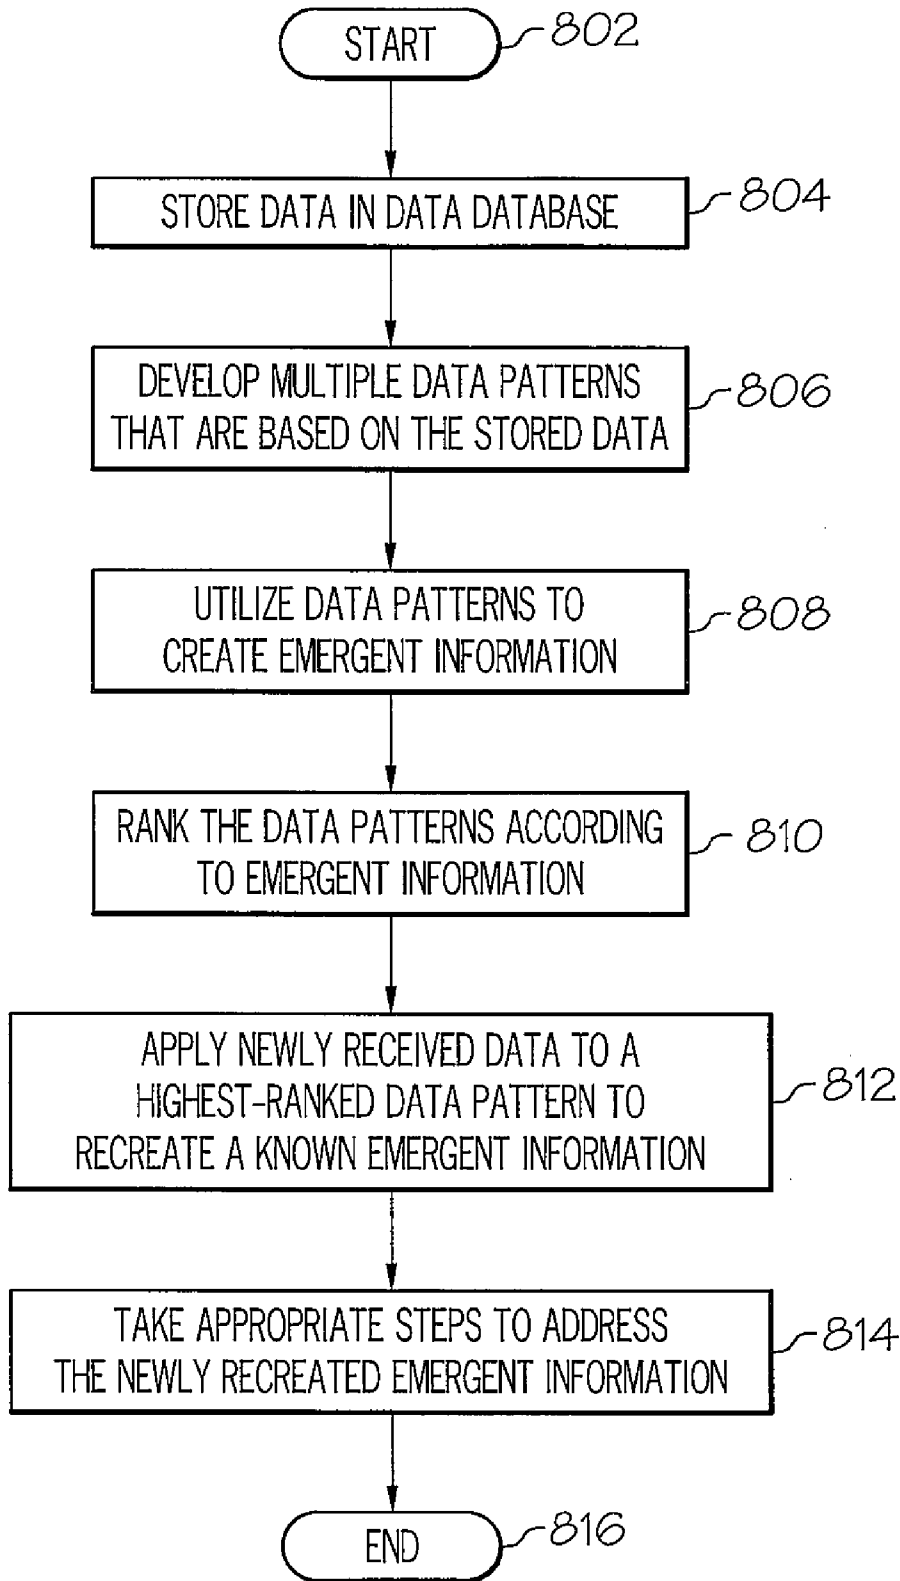 START
802
STORE DATA IN DATA DATABASE
804
DEVELOP MULTIPLE DATA PATTERNS
THAT ARE BASED ON THE STORED DATA
806
UTILIZE DATA PATTERNS TO
CREATE EMERGENT INFORMATION
808
RANK THE DATA PATTERNS ACCORDING
TO EMERGENT INFORMATION
810
APPLY NEWLY RECEIVED DATA TO A
HIGHEST-RANKED DATA PATTERN TO
RECREATE A KNOWN EMERGENT INFORMATION
812
TAKE APPROPRIATE STEPS TO ADDRESS
THE NEWLY RECREATED EMERGENT INFORMATION
814
END
816